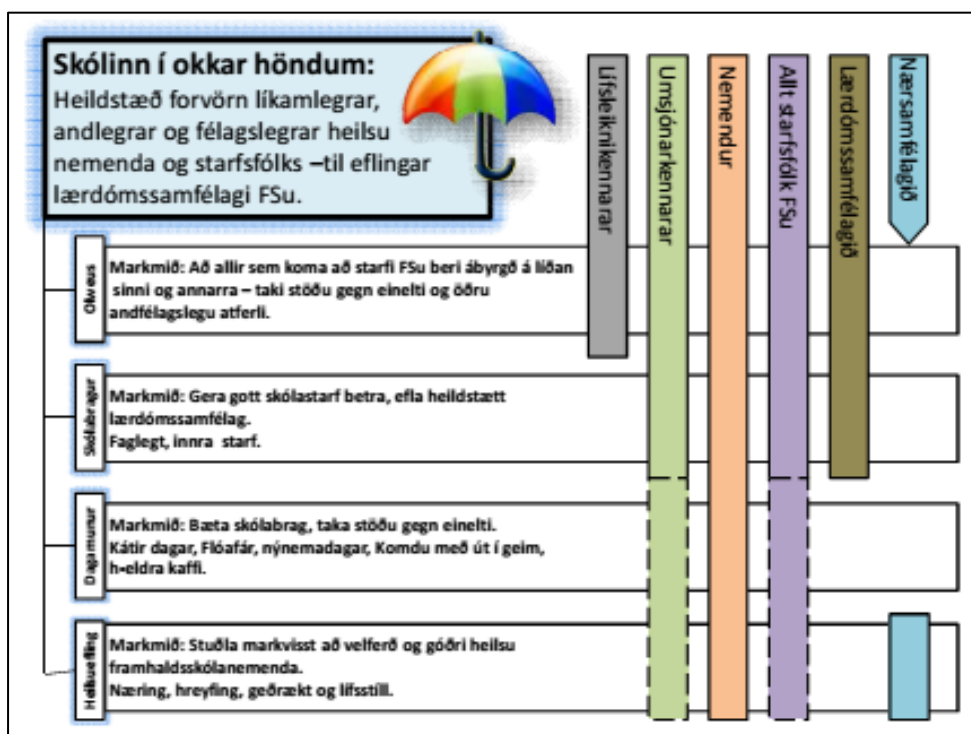 Skólinn í okkar höndum:
Heildstæð forvörn líkamlegrar,
andlegrar og félagslegrar heilsu
nemenda og starfsfólks –til eflingar
lærdómssamfélagi FSu.
Lífsleiknikennarar
Umsjónarkennarar
Nemendur
Allt starfsfólk FSu
Lærdómssamfélagið
Nærsamfélagið
Olweus
Markmið: Að allir sem koma að starfi FSu beri ábyrgð á líðan
sinni og annarra – taki stöðu gegn einelti og öðru
andfélagslegu atferli.
Skólabragur
Markmið: Gera gott skólastarf betra, efla heildstætt
lærdómssamfélag.
Faglegt, innra starf.
Dagamunur
Markmið: Bæta skólabrag, taka stöðu gegn einelti.
Kátir dagar, Flóafár, nýnemadagar, Komdu með út í geim,
h-eldra kaffi.
Heilsuefling
Markmið: Stuðla markvisst að velferð og góðri heilsu
framhaldsskólanemenda.
Næring, hreyfing, geðrækt og lífsstíll.